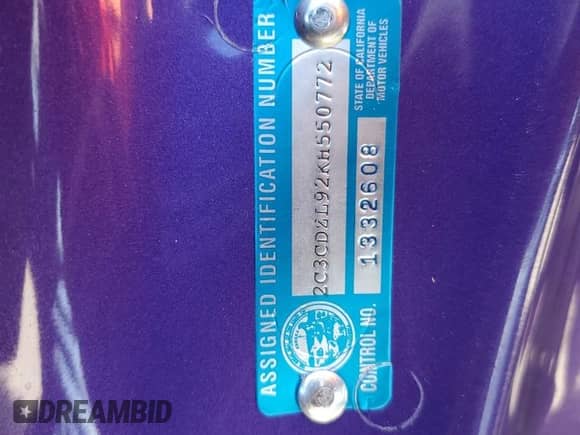 ASSIGNED IDENTIFICATION NUMBER
2C3CDZL92KH550772
STATE OF CALIFORNIA
DEPARTMENT OF
MOTOR VEHICLES
CONTROL NO. 1332608
DREAMBID